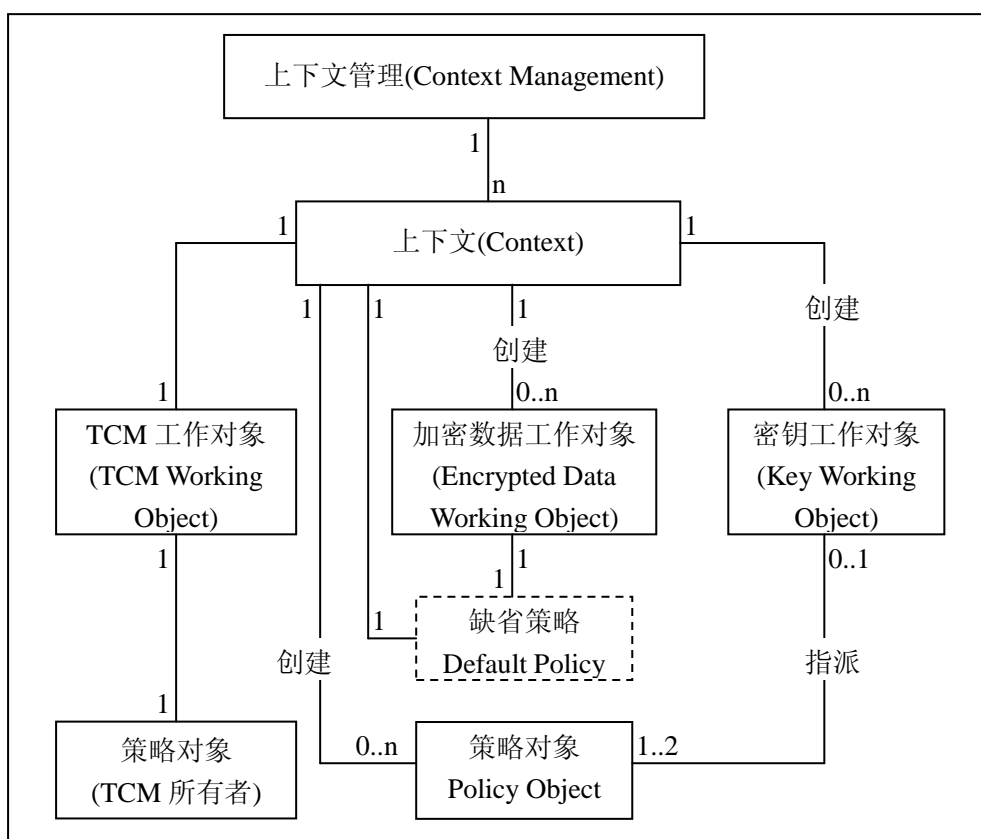 上下文管理(Context Management)
1
n
1
上下文(Context)
1
1
1
1
创建
创建
1
0..n
0..n
TCM 工作对象
(TCM Working
Object)
加密数据工作对象
(Encrypted Data
Working Object)
密钥工作对象
(Key Working
Object)
1
1
0..1
1
1
缺省策略
Default Policy
创建
指派
1
0..n
1..2
策略对象
(TCM 所有者)
策略对象
Policy Object